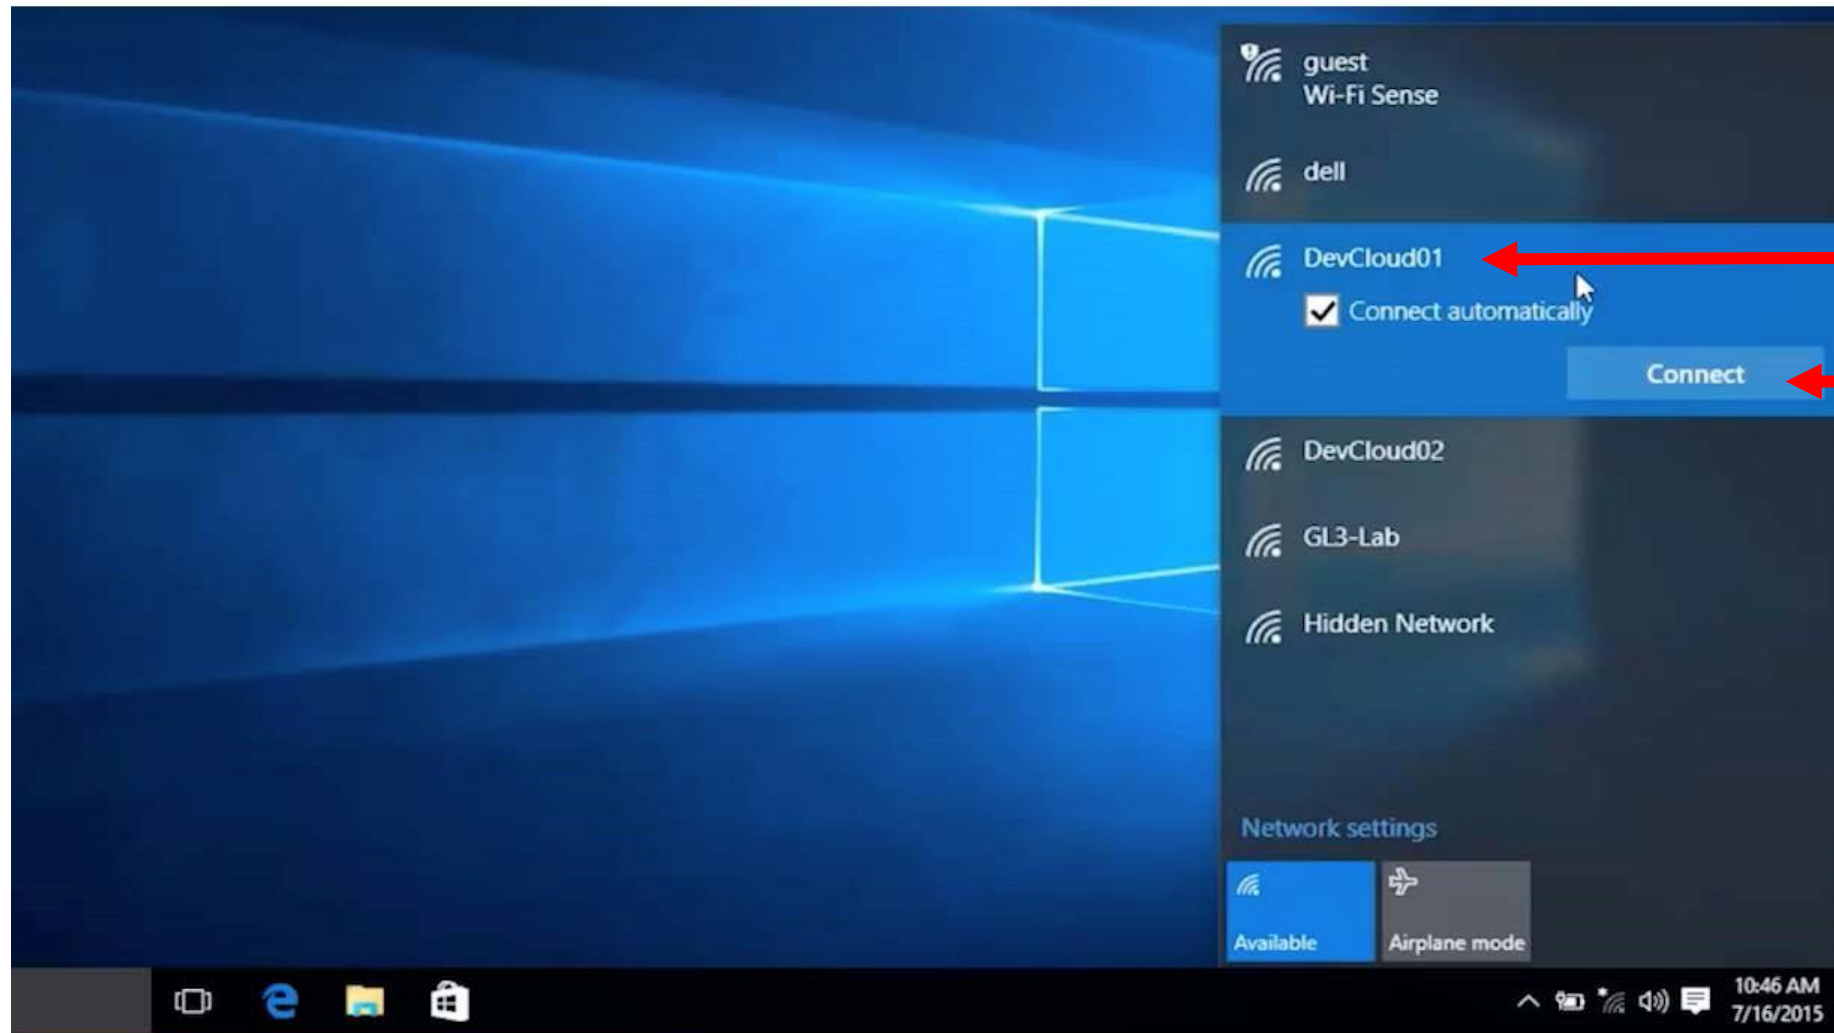 guest
Wi-Fi Sense
dell
DevCloud01
Connect automatically
Connect
DevCloud02
GL3-Lab
Hidden Network
Network settings
Available
Airplane mode
10:46 AM
7/16/2015